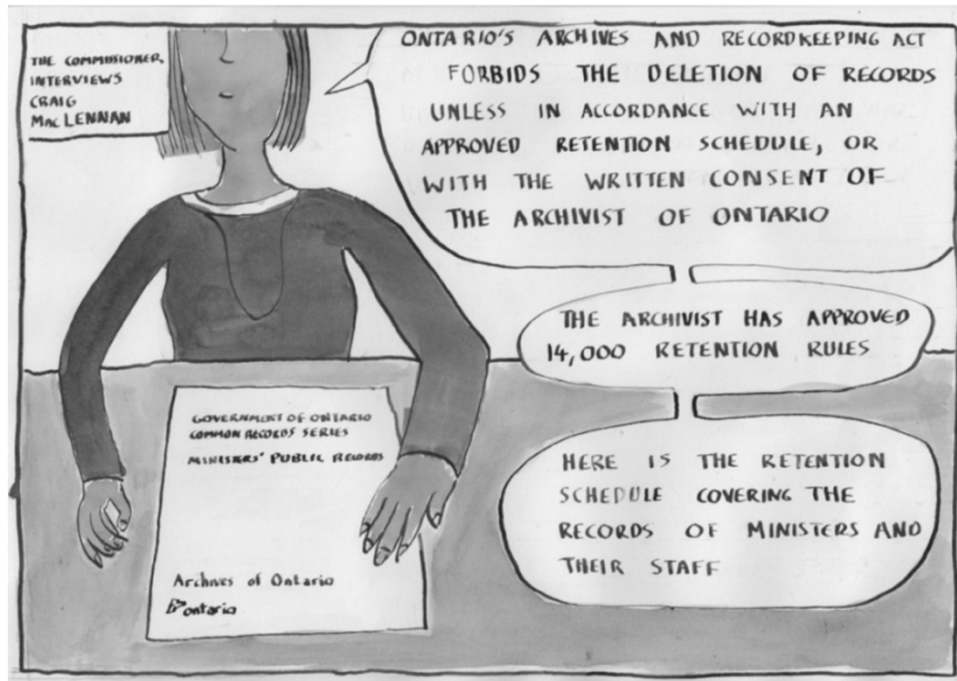 THE COMMISSIONER,
INTERVIEWS
CRAIG
MACLENNAN
ONTARIO'S ARCHIVES AND RECORDKEEPING ACT
FORBIDS THE DELETION OF RECORDS
UNLESS IN ACCORDANCE WITH AN
APPROVED RETENTION SCHEDULE, OR
WITH THE WRITTEN CONSENT OF
THE ARCHIVIST OF ONTARIO
THE ARCHIVIST HAS APPROVED
14,000 RETENTION RULES
HERE IS THE RETENTION
SCHEDULE COVERING THE
RECORDS OF MINISTERS AND
THEIR STAFF
GOVERNMENT OF ONTARIO
COMMON RECORDS SERIES
MINISTERS' PUBLIC RECORDS
Archives of Ontario
Ontario